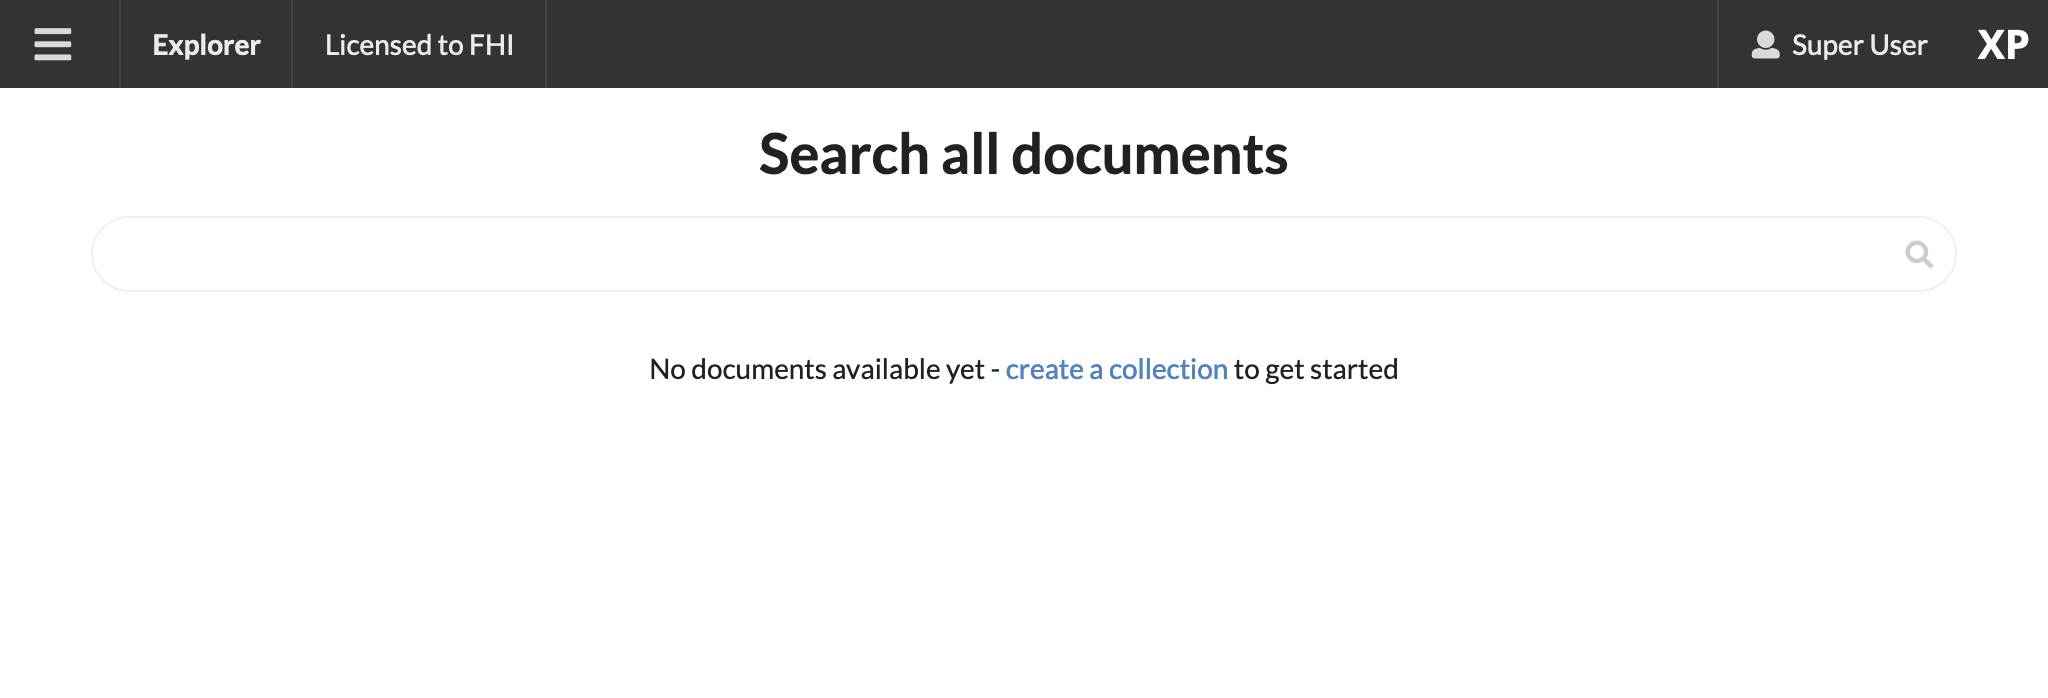 Explorer
Licensed to FHI
Super User
XP
Search all documents
No documents available yet - create a collection to get started